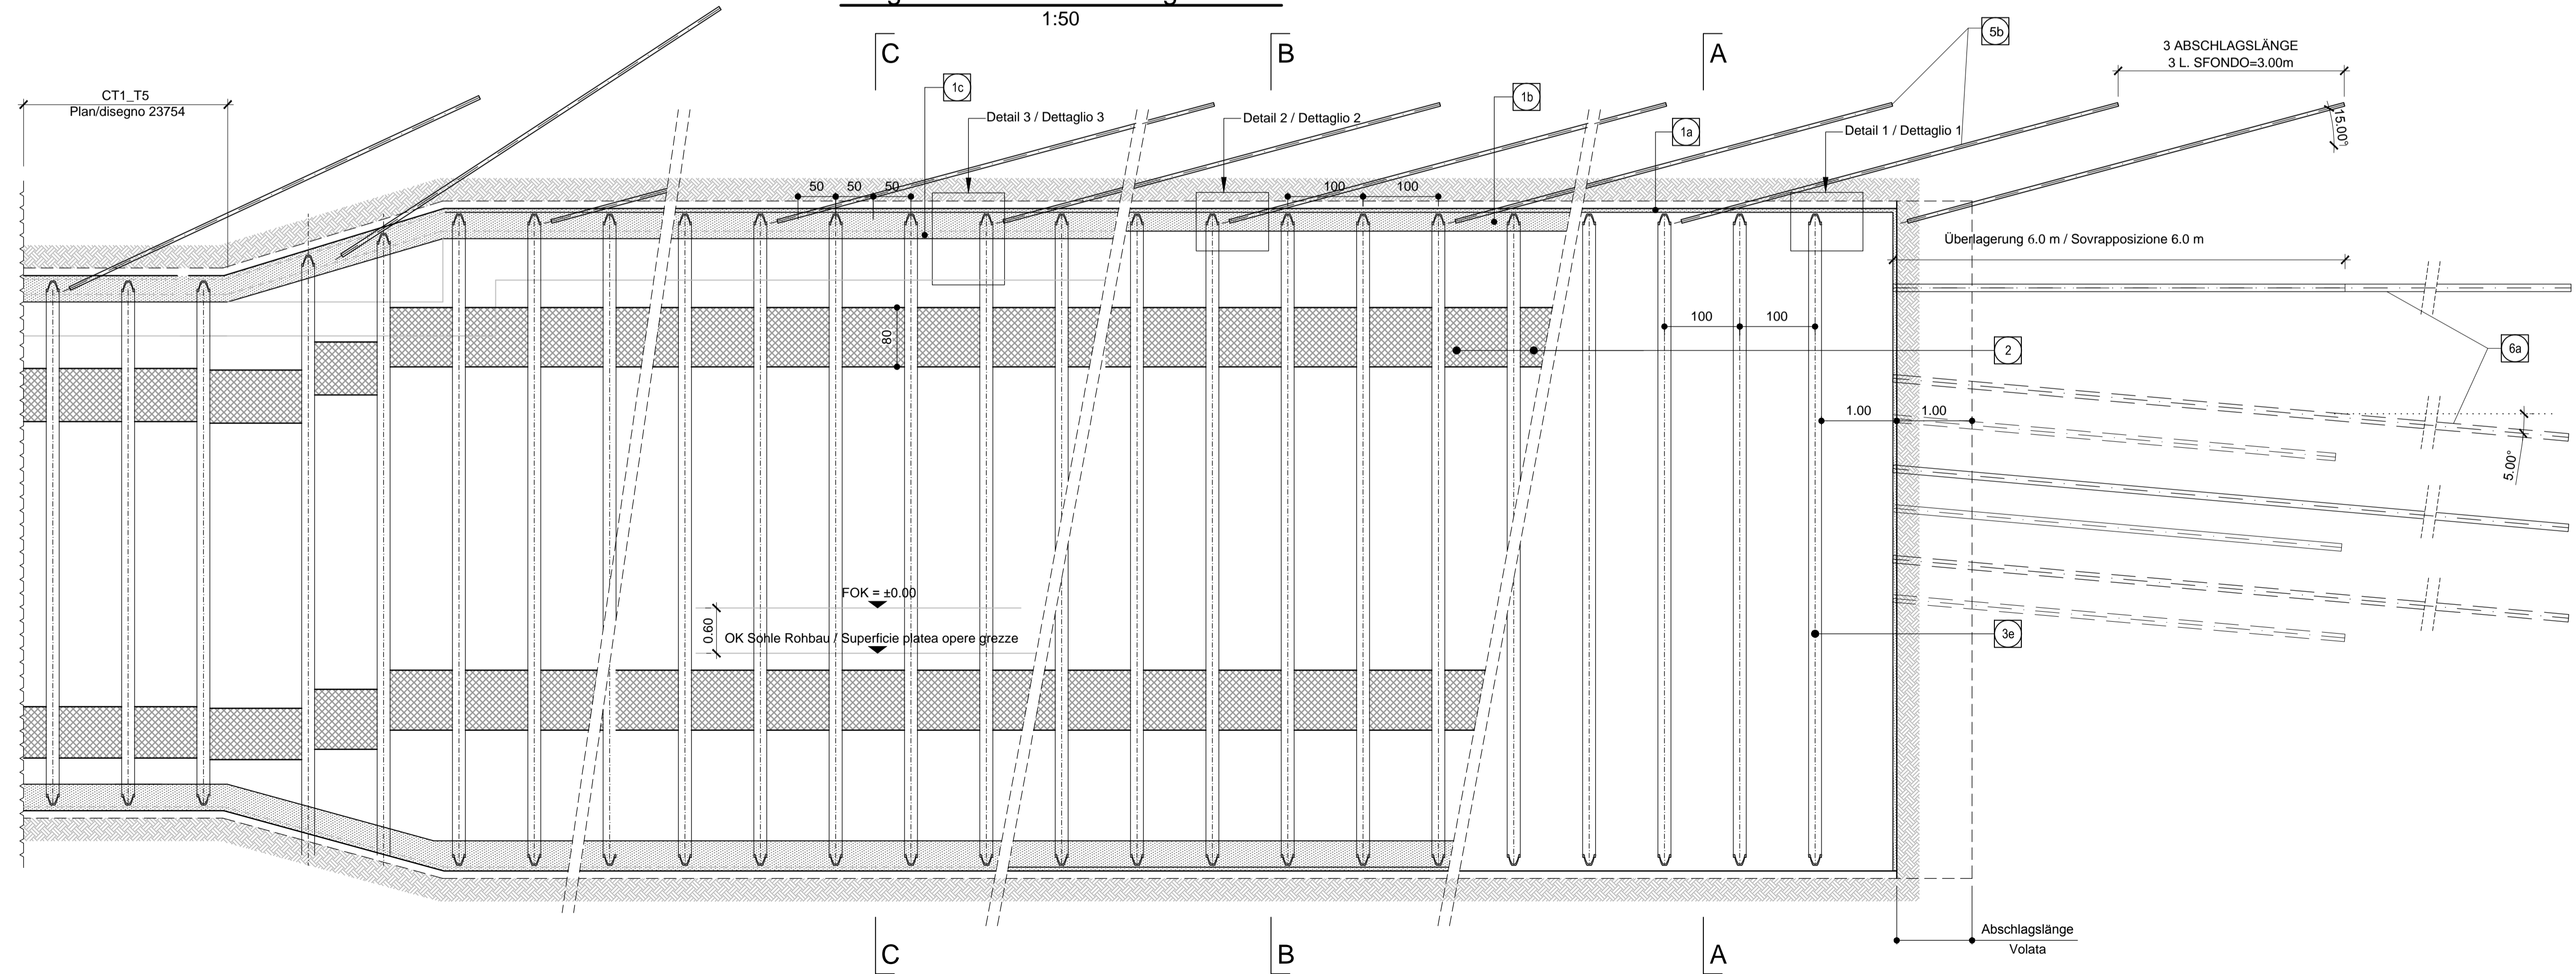 1:50
C
B
A
5b
3 ABSCHLAGSLÄNGE
3 L. SFONDO=3.00m
CT1_T5
Plan/disegno 23754
1c
1b
Detail 3 / Dettaglio 3
Detail 2 / Dettaglio 2
1a
Detail 1 / Dettaglio 1
15.00°
50
50
50
100
100
Überlagerung 6.0 m / Sovrapposizione 6.0 m
80
100
100
2
6a
1.00
1.00
5.00°
FOK = ±0.00
0.60
OK Sohle Rohbau / Superficie platea opere grezze
3e
Abschlagslänge
Volata
C
B
A